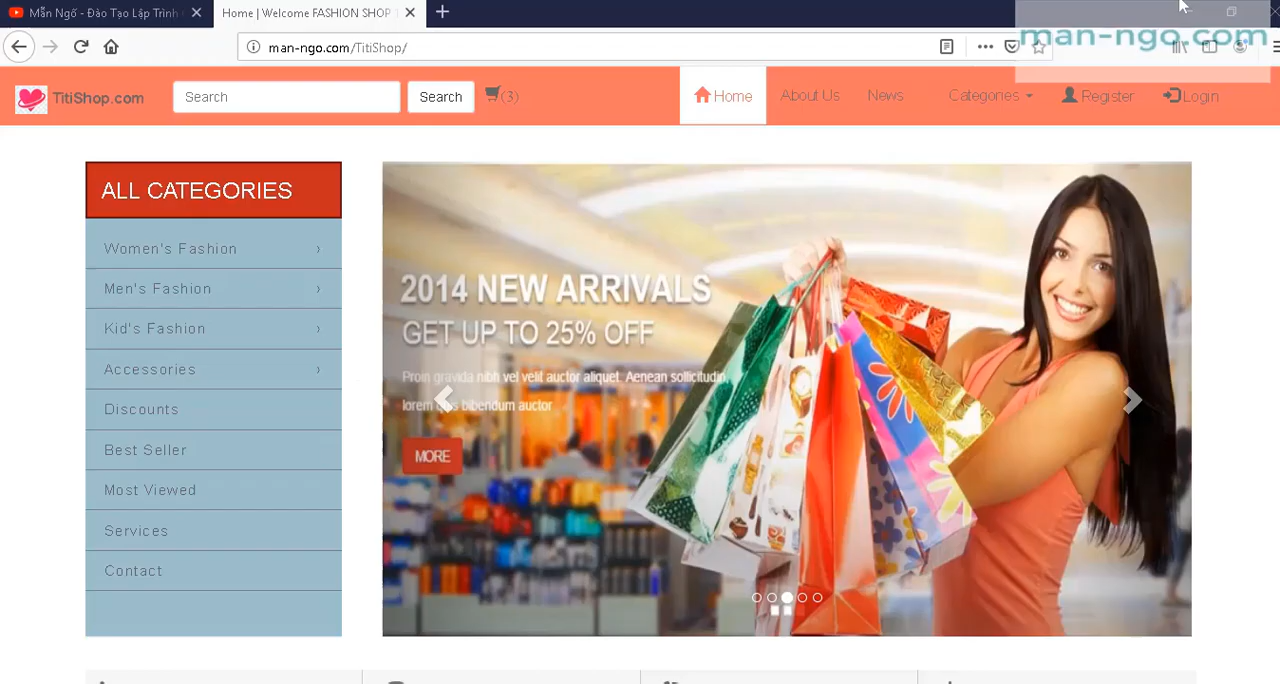 Mẫn Ngố - Đào Tạo Lập Trình
Home | Welcome FASHION SHOP
man-ngo.com/TitiShop/
man-ngo.com
TitiShop.com
Search
Search
(3)
Home
About Us
News
Categories
Register
Login
ALL CATEGORIES
Women's Fashion
Men's Fashion
Kid's Fashion
Accessories
Discounts
Best Seller
Most Viewed
Services
Contact
2014 NEW ARRIVALS
GET UP TO 25% OFF
Proin gravida nibh vel velit auctor aliquet. Aenean sollicitudin,
lorem quis bibendum auctor
MORE